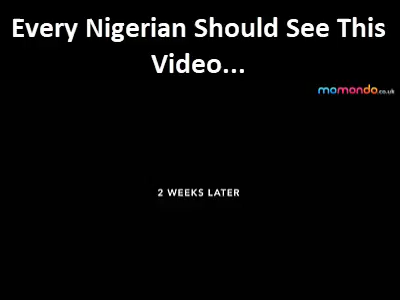 Every Nigerian Should See This
Video...
momondo.co.uk
2 WEEKS LATER